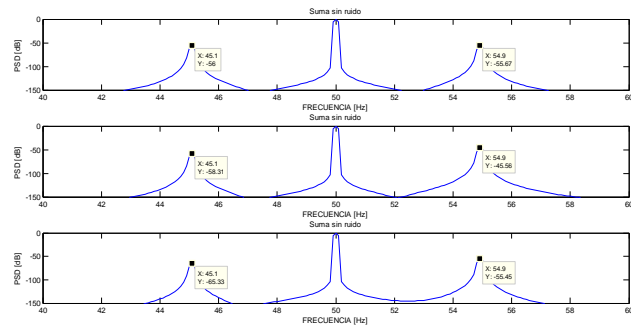 Suma sin ruido
0
-50
-100
-150
PSD [dB]
X: 45.1
Y: -56
X: 54.9
Y: -55.67
40 42 44 46 48 50 52 54 56 58 60
FRECUENCIA [Hz]
Suma sin ruido
0
-50
-100
-150
PSD [dB]
X: 45.1
Y: -58.31
X: 54.9
Y: -45.56
40 42 44 46 48 50 52 54 56 58 60
FRECUENCIA [Hz]
Suma sin ruido
0
-50
-100
-150
PSD [dB]
X: 45.1
Y: -65.33
X: 54.9
Y: -55.45
40 42 44 46 48 50 52 54 56 58 60
FRECUENCIA [Hz]